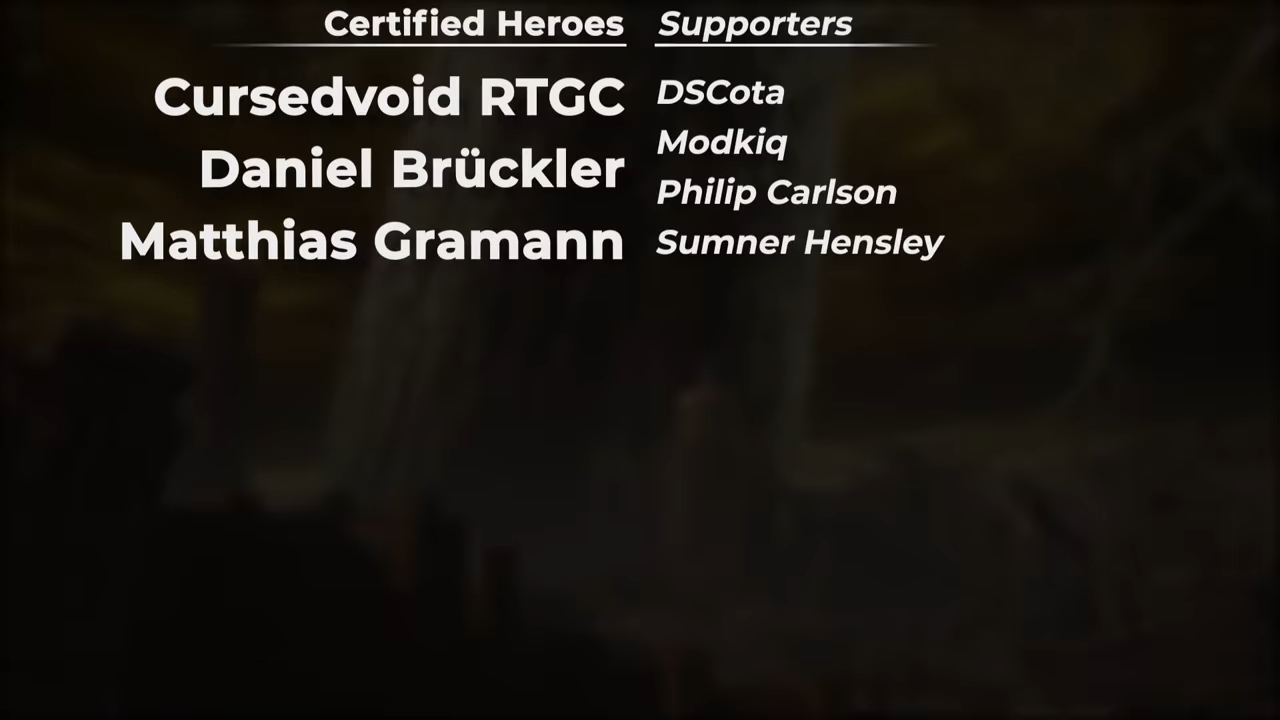 Certified Heroes
Cursedvoid RTGC
Daniel Brückler
Matthias Gramann
Supporters
DSCota
Modkiq
Philip Carlson
Sumner Hensley